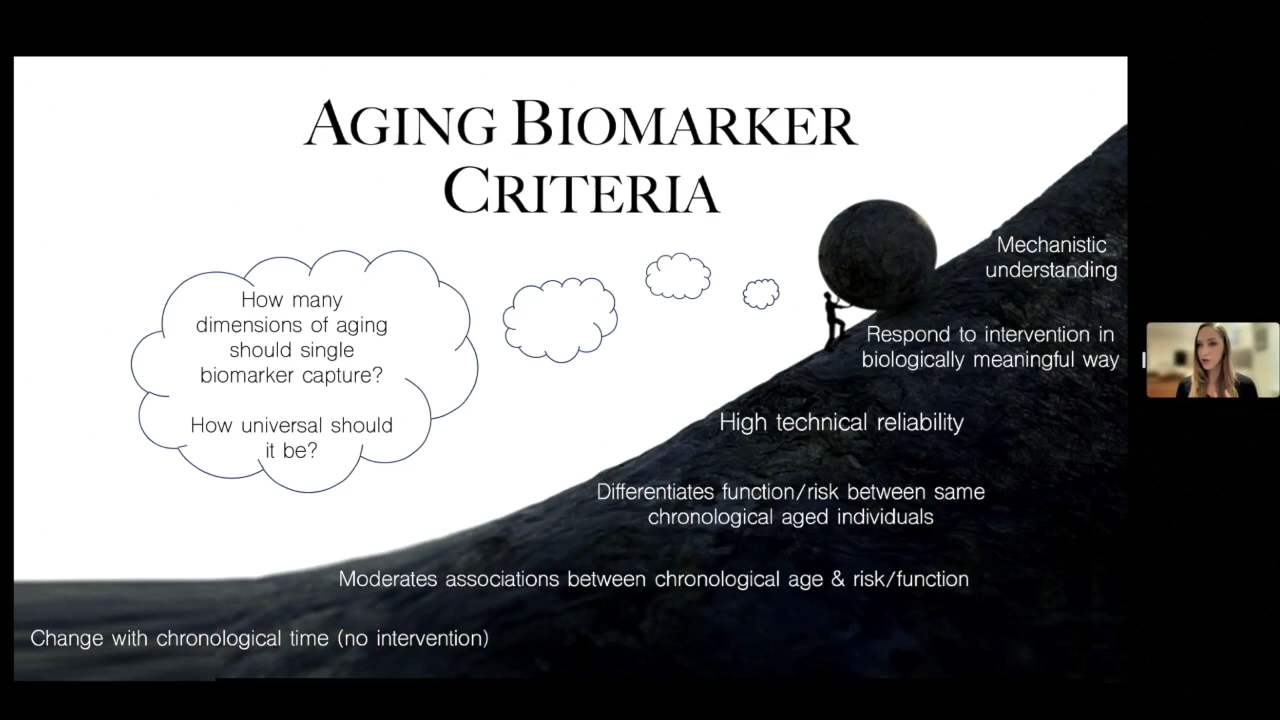 AGING BIOMARKER
CRITERIA
How many
dimensions of aging
should single
biomarker capture?
How universal should
it be?
Mechanistic
understanding
Respond to intervention in
biologically meaningful way
High technical reliability
Differentiates function/risk between same
chronological aged individuals
Moderates associations between chronological age & risk/function
Change with chronological time (no intervention)